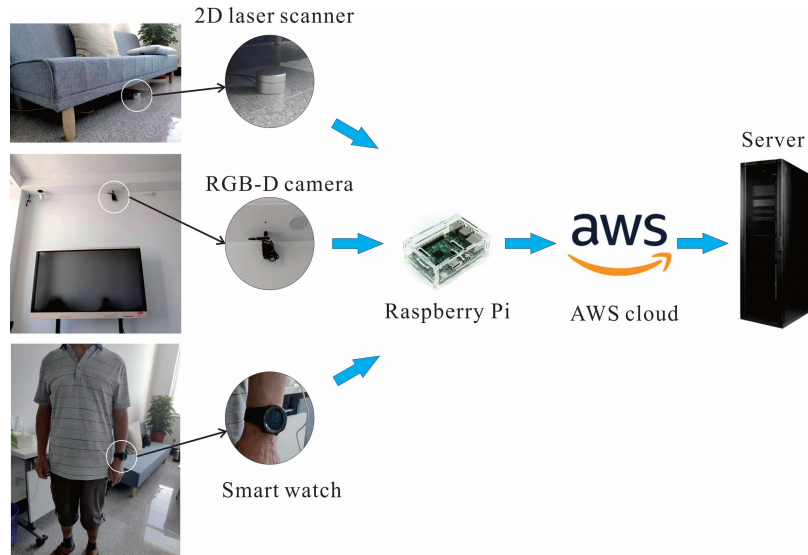 2D laser scanner
RGB-D camera
Smart watch
Raspberry Pi
aws
AWS cloud
Server